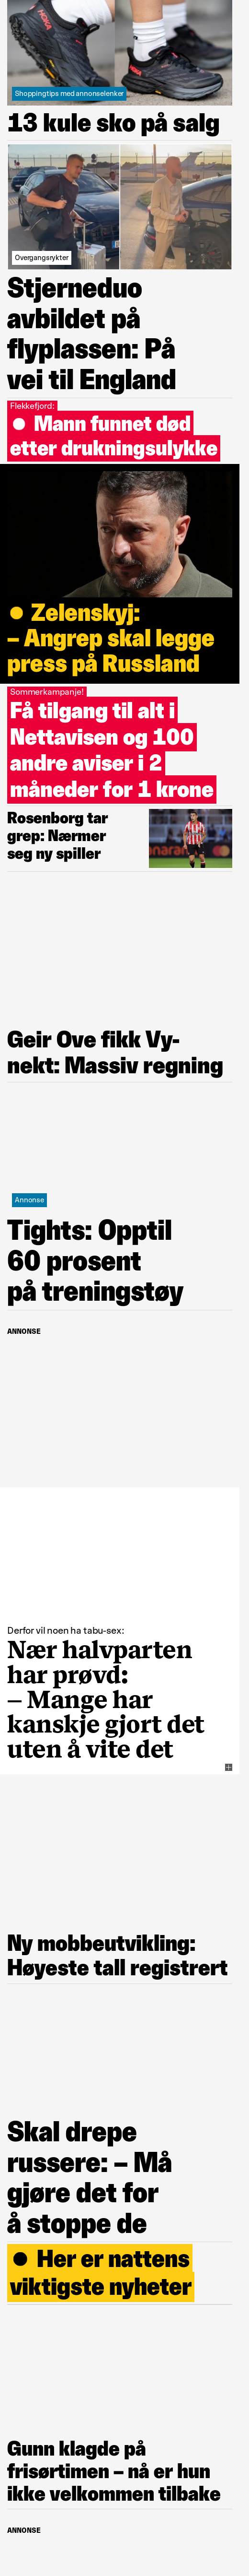 HOKA
Shoppingtips med annonselenker
13 kule sko på salg
Overgangsrykter
Stjerneduo
avbildet på
flyplassen: På
vei til England
Flekkefjord:
● Mann funnet død
etter drukningsulykke
● Zelenskyj:
– Angrep skal legge
press på Russland
Sommerkampanje!
Få tilgang til alt i
Nettavisen og 100
andre aviser i 2
måneder for 1 krone
Rosenborg tar
grep: Nærmer
seg ny spiller
Geir Ove fikk Vy-
nekt: Massiv regning
Annonse
Tights: Opptil
60 prosent
på treningstøy
ANNONSE
Derfor vil noen ha tabu-sex:
Nær halvparten
har prøvd:
– Mange har
kanskje gjort det
uten å vite det
Ny mobbeutvikling:
Høyeste tall registrert
Skal drepe
russere: – Må
gjøre det for
å stoppe de
● Her er nattens
viktigste nyheter
Gunn klagde på
frisørtimen – nå er hun
ikke velkommen tilbake
ANNONSE